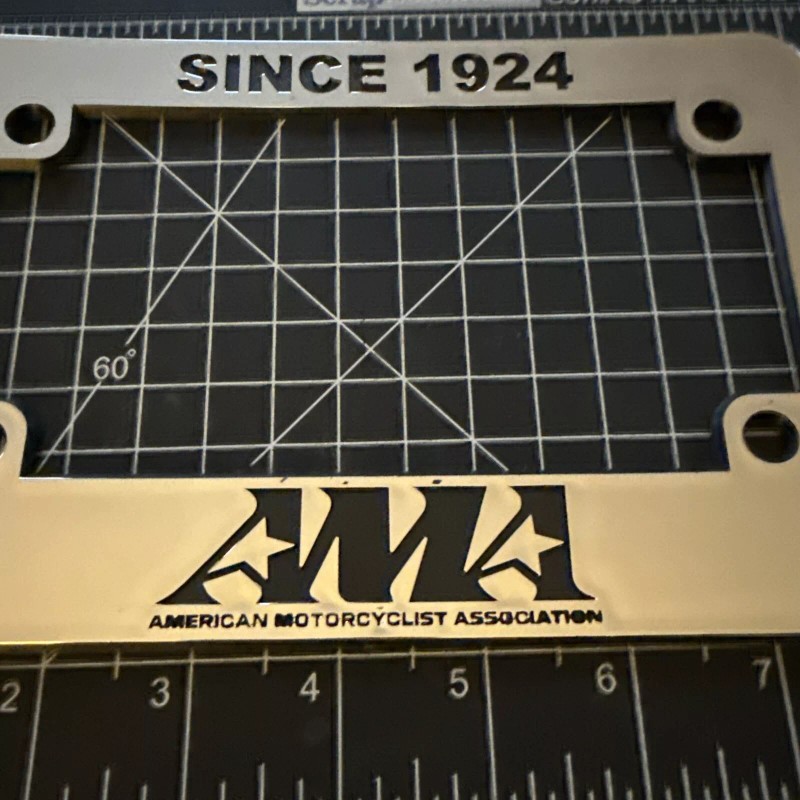 SINCE 1924
60°
AMA
AMERICAN MOTORCYCLIST ASSOCIATION
2 3 4 5 6 7